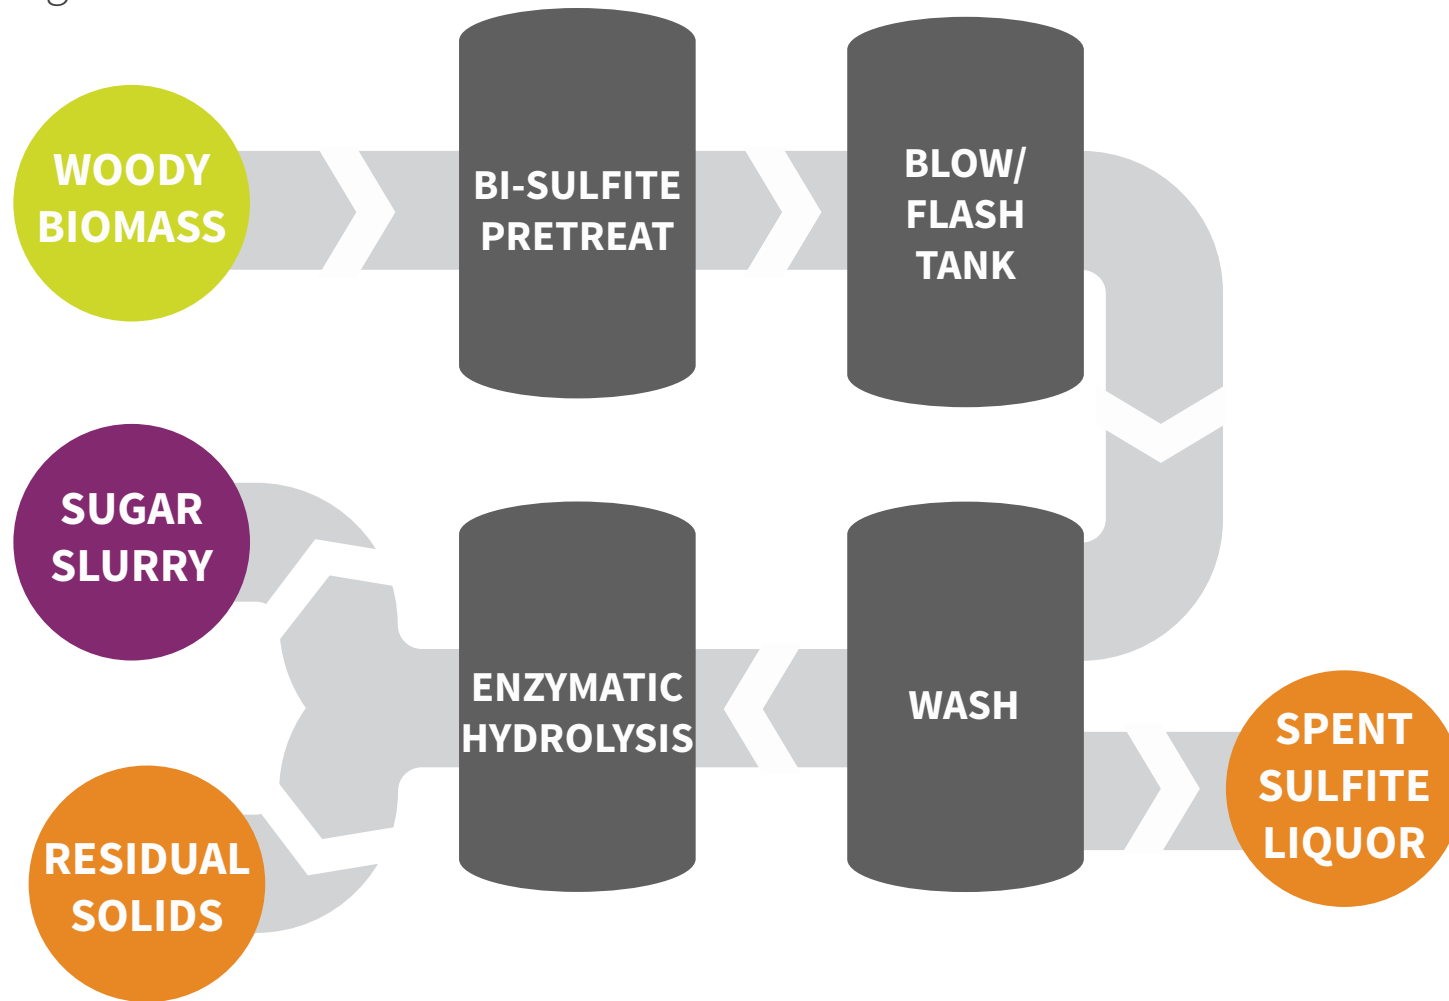 WOODY
BIOMASS
BI-SULFITE
PRETREAT
BLOW/
FLASH
TANK
SUGAR
SLURRY
ENZYMATIC
HYDROLYSIS
WASH
SPENT
SULFITE
LIQUOR
RESIDUAL
SOLIDS